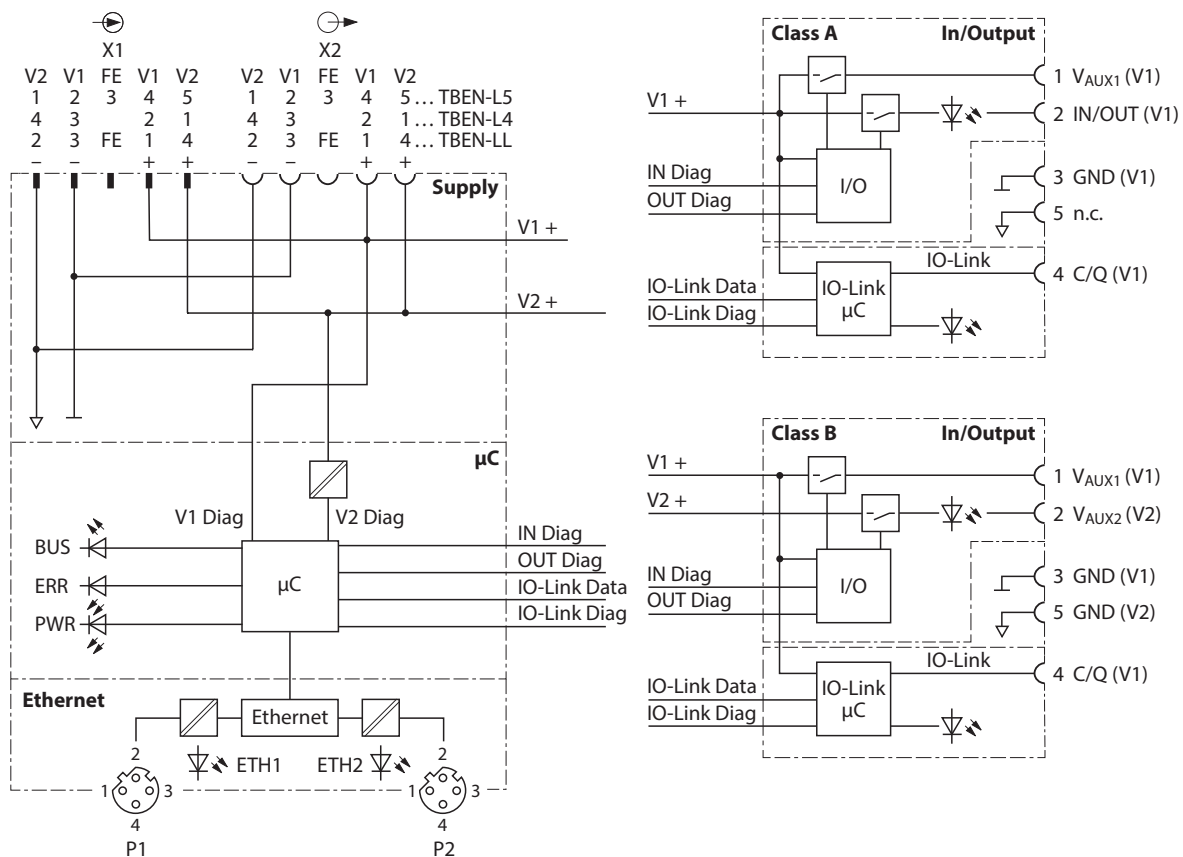 X1 X2
V2 V1 FE V1 V2 V2 V1 FE V1 V2
1 2 3 4 5 1 2 3 4 5 ... TBEN-L5
4 3 2 1 4 3 2 1 ... TBEN-L4
2 3 FE 1 4 2 3 FE 1 4 ... TBEN-LL
– – + + – – + +
Supply
V1 +
V2 +
µC
V1 Diag V2 Diag
BUS
ERR
PWR
µC
IN Diag
OUT Diag
IO-Link Data
IO-Link Diag
Ethernet
Ethernet
ETH1 ETH2
2
1 3
4
P1
2
1 3
4
P2
Class A In/Output
V1 +
1 VAUX1 (V1)
2 IN/OUT (V1)
IN Diag
OUT Diag
I/O
3 GND (V1)
5 n.c.
IO-Link
4 C/Q (V1)
IO-Link Data
IO-Link Diag
IO-Link
µC
Class B In/Output
V1 +
V2 +
1 VAUX1 (V1)
2 VAUX2 (V2)
IN Diag
OUT Diag
I/O
3 GND (V1)
5 GND (V2)
IO-Link
4 C/Q (V1)
IO-Link Data
IO-Link Diag
IO-Link
µC